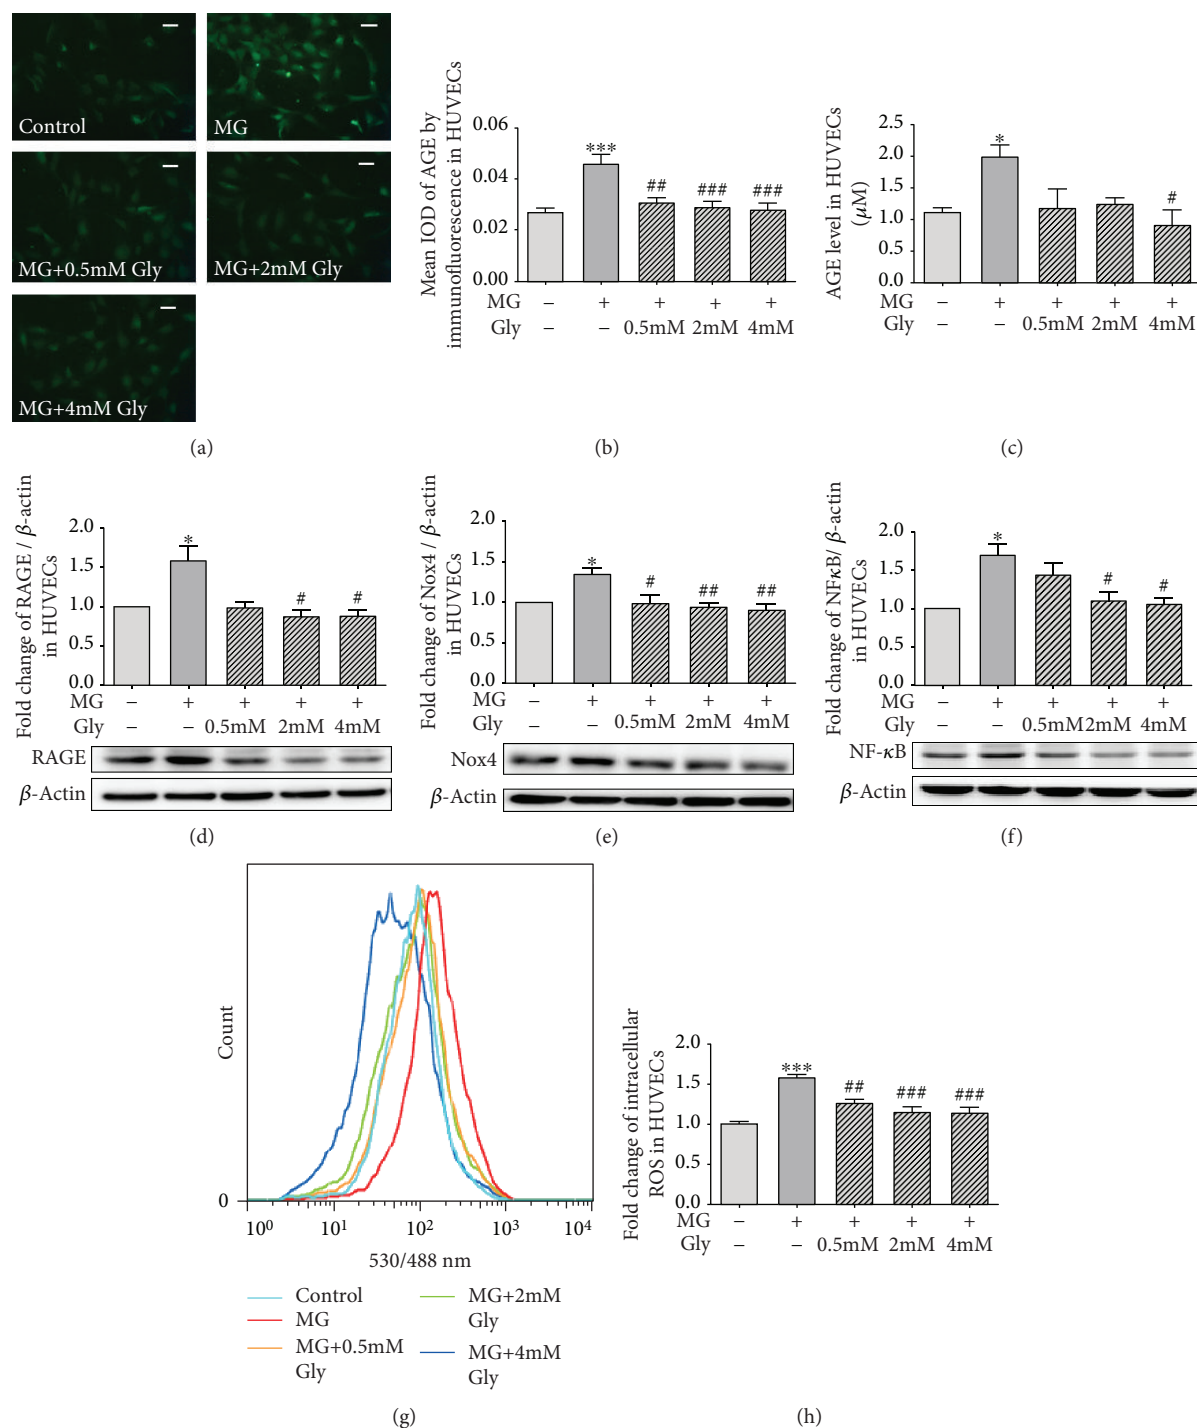 Control
MG
MG+0.5mM Gly
MG+2mM Gly
MG+4mM Gly
(a)
Mean IOD of AGE by
immunofluorescence in HUVECs
0.06
0.04
0.02
0.00
***
##
###
###
MG – + + + +
Gly – – 0.5mM 2mM 4mM
(b)
AGE level in HUVECs
(μM)
2.5
2.0
1.5
1.0
0.5
0.0
*
#
MG – + + + +
Gly – – 0.5mM 2mM 4mM
(c)
Fold change of RAGE / β-actin
in HUVECs
2.0
1.5
1.0
0.5
0.0
*
#
#
MG – + + + +
Gly – – 0.5mM 2mM 4mM
RAGE
β-Actin
(d)
Fold change of Nox4 / β-actin
in HUVECs
2.0
1.5
1.0
0.5
0.0
*
#
##
##
MG – + + + +
Gly – – 0.5mM 2mM 4mM
Nox4
β-Actin
(e)
Fold change of NFκB/ β-actin
in HUVECs
2.0
1.5
1.0
0.5
0.0
*
#
#
MG – + + + +
Gly – – 0.5mM 2mM 4mM
NF-κB
β-Actin
(f)
Count
0
10⁰ 10¹ 10² 10³ 10⁴
530/488 nm
Control
MG
MG+0.5mM
Gly
MG+2mM
Gly
MG+4mM
Gly
(g)
Fold change of intracellular
ROS in HUVECs
2.0
1.5
1.0
0.5
0.0
***
##
###
###
MG – + + + +
Gly – – 0.5mM 2mM 4mM
(h)